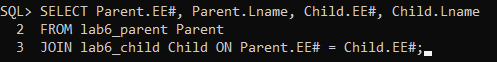 SQL> SELECT Parent.EE#, Parent.Lname, Child.EE#, Child.Lname
2 FROM lab6_parent Parent
3 JOIN lab6_child Child ON Parent.EE# = Child.EE#;